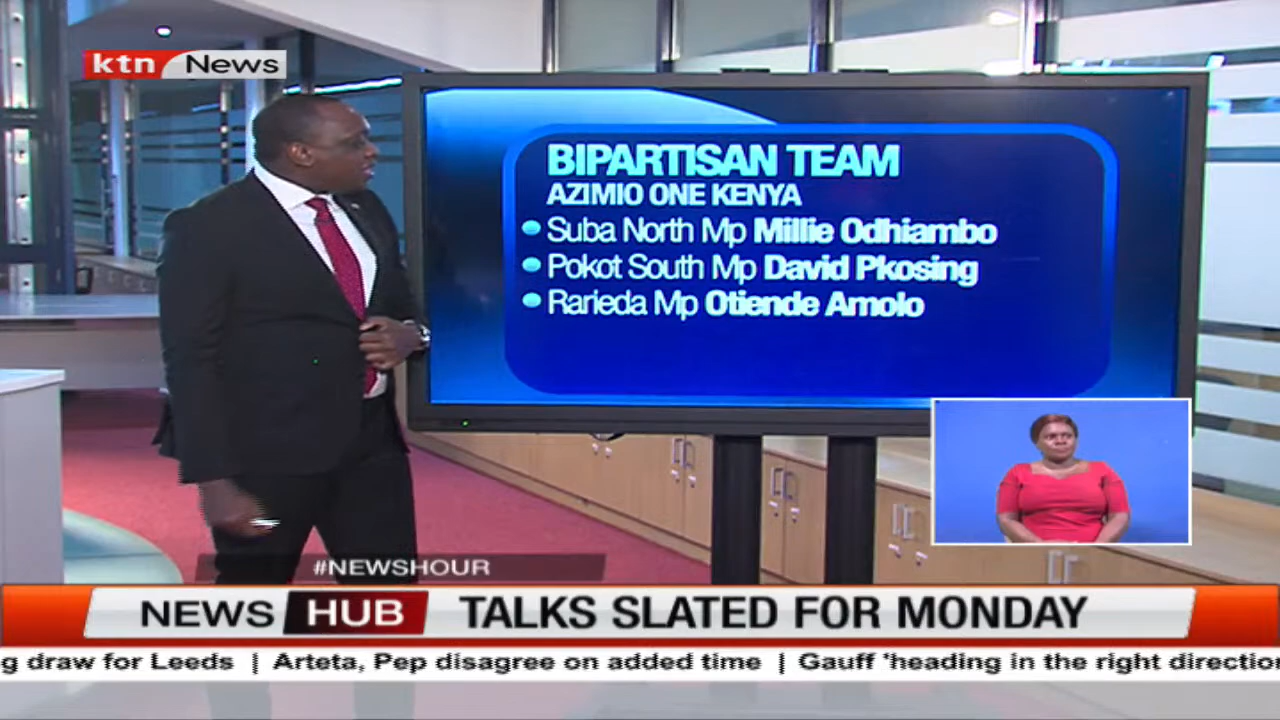 ktn News
BIPARTISAN TEAM
AZIMIO ONE KENYA
Suba North Mp Millie Odhiambo
Pokot South Mp David Pkosing
Rarieda Mp Otiende Amolo
#NEWSHOUR
NEWS HUB TALKS SLATED FOR MONDAY
g draw for Leeds | Arteta, Pep disagree on added time | Gauff 'heading in the right direction